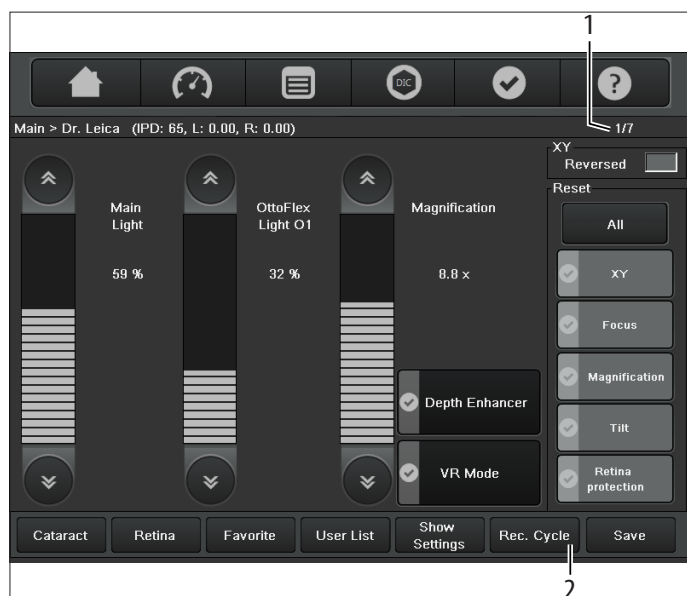 1
DIC
?
Main > Dr. Leica (IPD: 65, L: 0.00, R: 0.00)
1/7
XY
Reversed
Reset
Main
Light
OttoFlex
Light O1
Magnification
All
59 %
32 %
8.8 x
XY
Focus
Magnification
Depth Enhancer
Tilt
VR Mode
Retina
protection
Cataract
Retina
Favorite
User List
Show
Settings
Rec. Cycle
Save
2